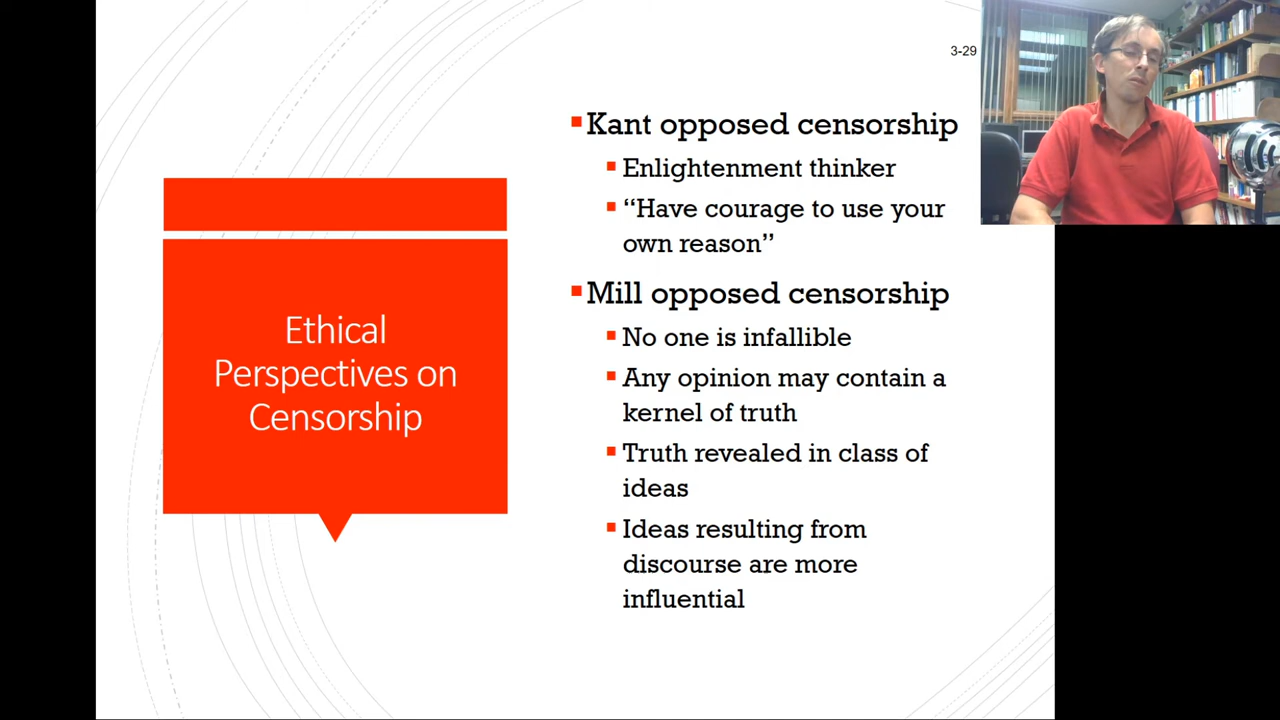 3-29
Ethical
Perspectives on
Censorship
▪Kant opposed censorship
▪Enlightenment thinker
▪“Have courage to use your
own reason”
▪Mill opposed censorship
▪No one is infallible
▪Any opinion may contain a
kernel of truth
▪Truth revealed in class of
ideas
▪Ideas resulting from
discourse are more
influential